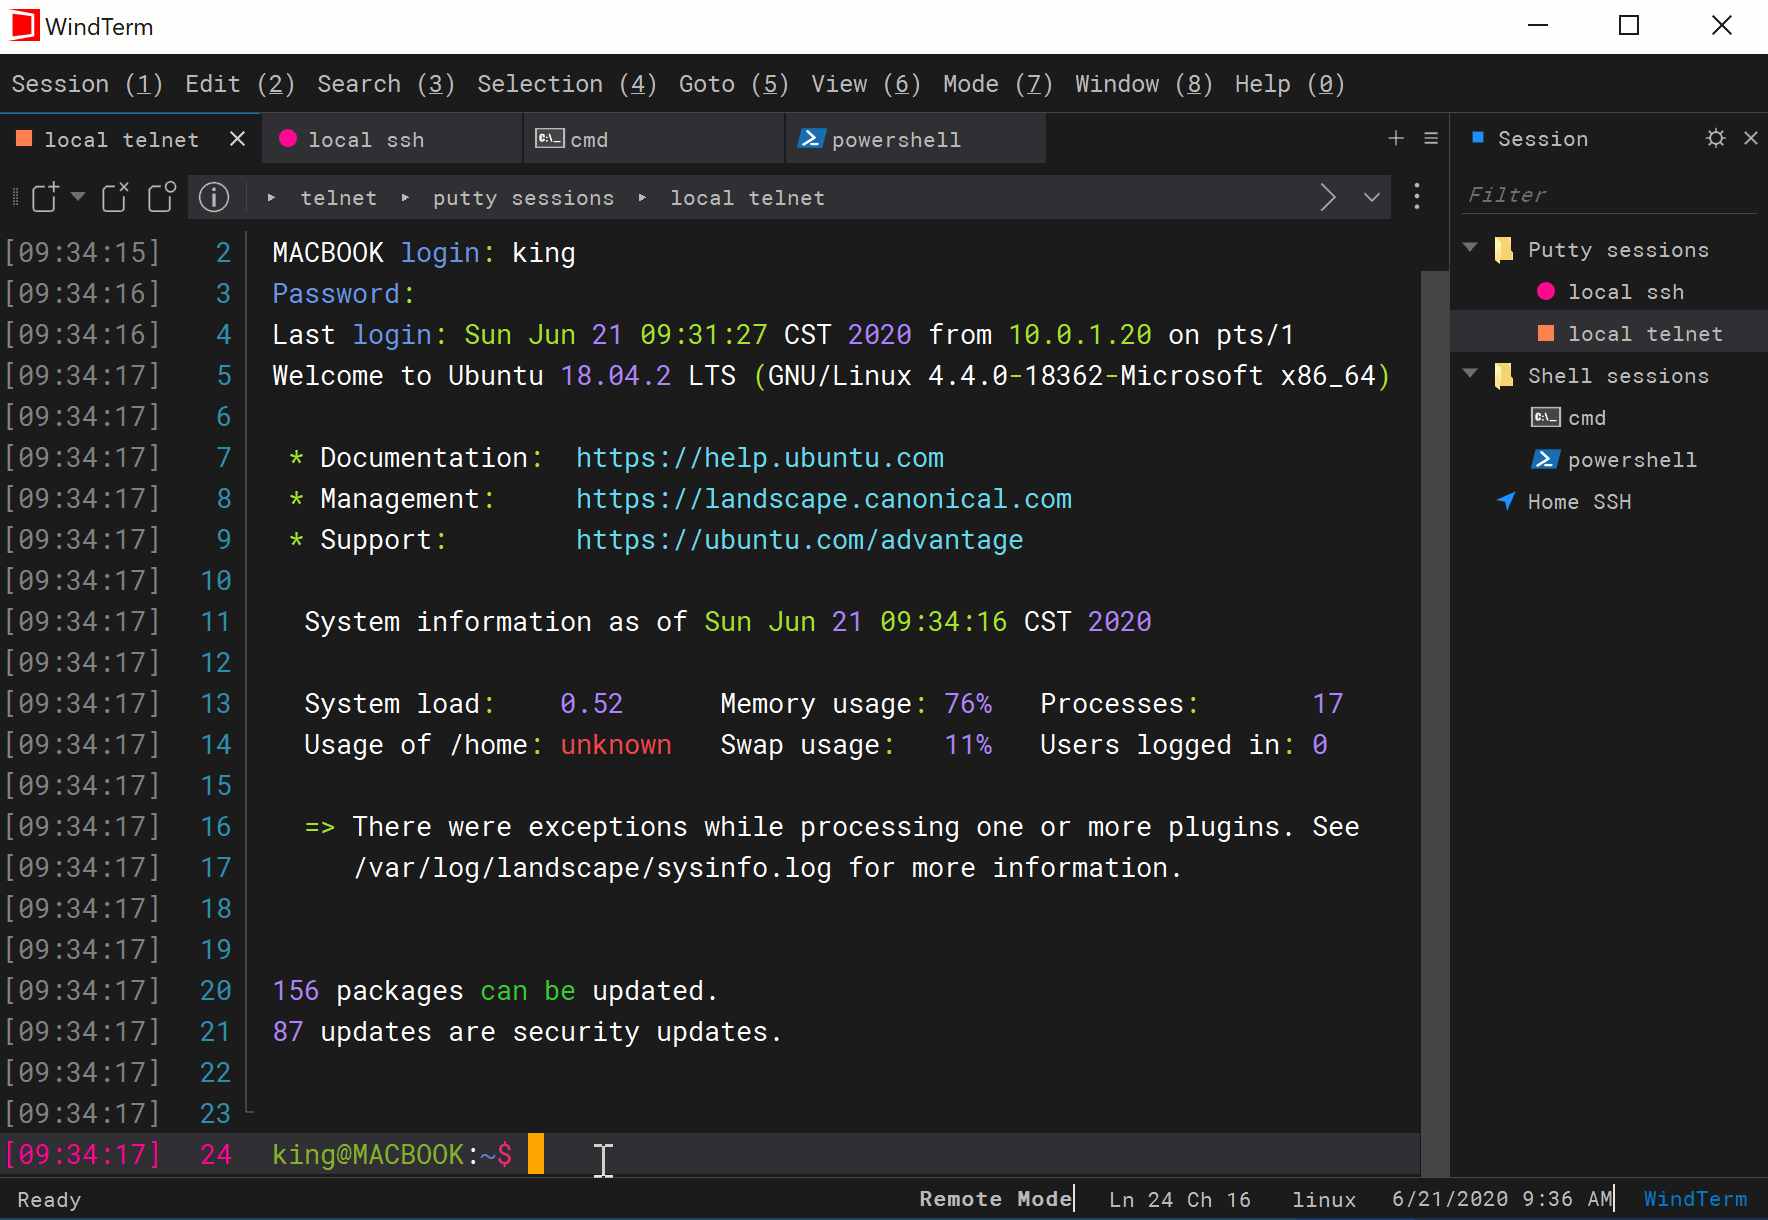 WindTerm
Session (1) Edit (2) Search (3) Selection (4) Goto (5) View (6) Mode (7) Window (8) Help (0)
local telnet local ssh cmd powershell
telnet putty sessions local telnet
[09:34:15] 2 MACBOOK login: king
[09:34:16] 3 Password:
[09:34:16] 4 Last login: Sun Jun 21 09:31:27 CST 2020 from 10.0.1.20 on pts/1
[09:34:17] 5 Welcome to Ubuntu 18.04.2 LTS (GNU/Linux 4.4.0-18362-Microsoft x86_64)
[09:34:17] 6
[09:34:17] 7 * Documentation: https://help.ubuntu.com
[09:34:17] 8 * Management: https://landscape.canonical.com
[09:34:17] 9 * Support: https://ubuntu.com/advantage
[09:34:17] 10
[09:34:17] 11 System information as of Sun Jun 21 09:34:16 CST 2020
[09:34:17] 12
[09:34:17] 13 System load: 0.52 Memory usage: 76% Processes: 17
[09:34:17] 14 Usage of /home: unknown Swap usage: 11% Users logged in: 0
[09:34:17] 15
[09:34:17] 16 => There were exceptions while processing one or more plugins. See
[09:34:17] 17 /var/log/landscape/sysinfo.log for more information.
[09:34:17] 18
[09:34:17] 19
[09:34:17] 20 156 packages can be updated.
[09:34:17] 21 87 updates are security updates.
[09:34:17] 22
[09:34:17] 23
[09:34:17] 24 king@MACBOOK:~$
Session
Filter
Putty sessions
local ssh
local telnet
Shell sessions
C:\_ cmd
powershell
Home SSH
Ready Remote Mode Ln 24 Ch 16 linux 6/21/2020 9:36 AM WindTerm